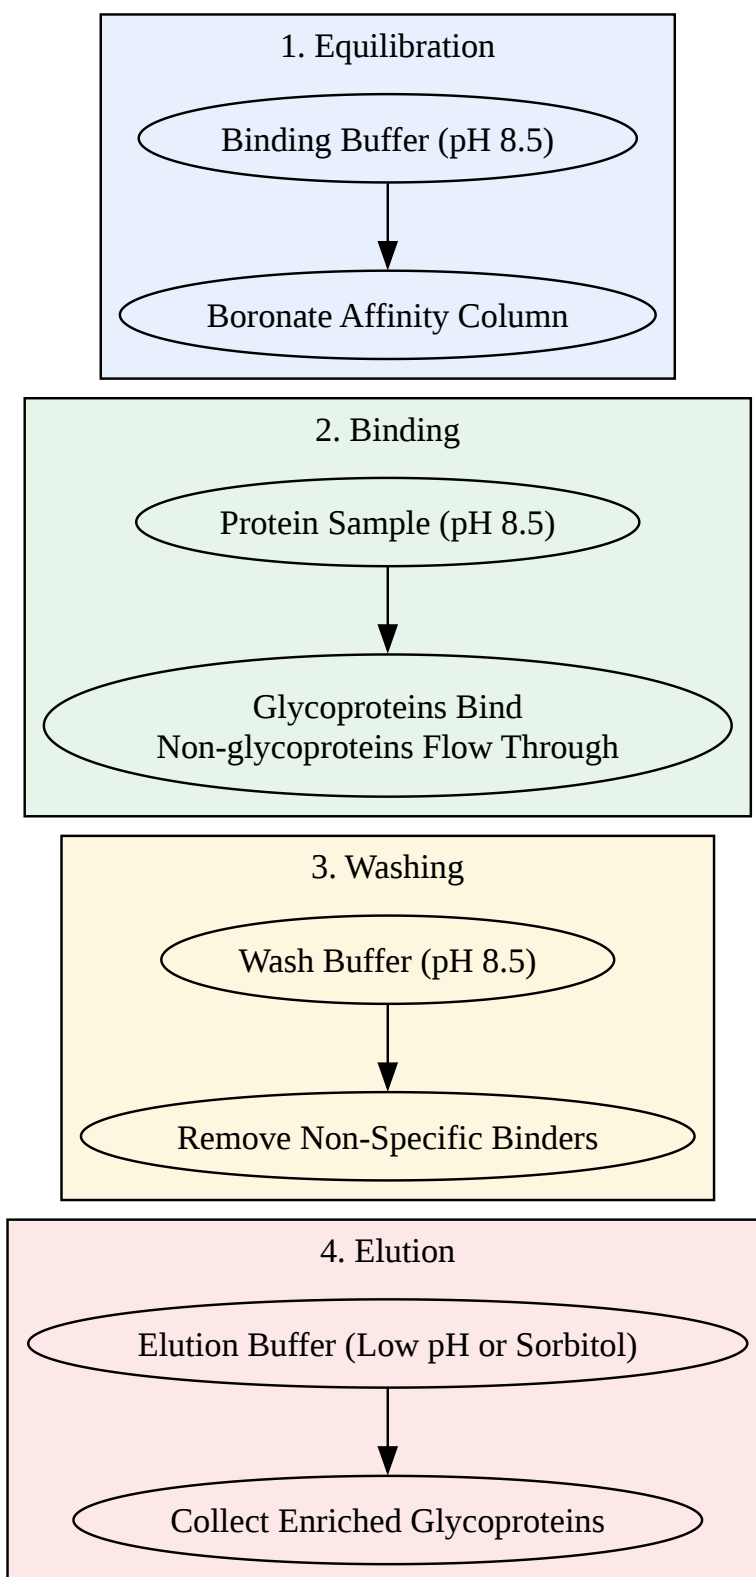 1. Equilibration
Binding Buffer (pH 8.5)
Boronate Affinity Column
2. Binding
Protein Sample (pH 8.5)
Glycoproteins Bind
Non-glycoproteins Flow Through
3. Washing
Wash Buffer (pH 8.5)
Remove Non-Specific Binders
4. Elution
Elution Buffer (Low pH or Sorbitol)
Collect Enriched Glycoproteins